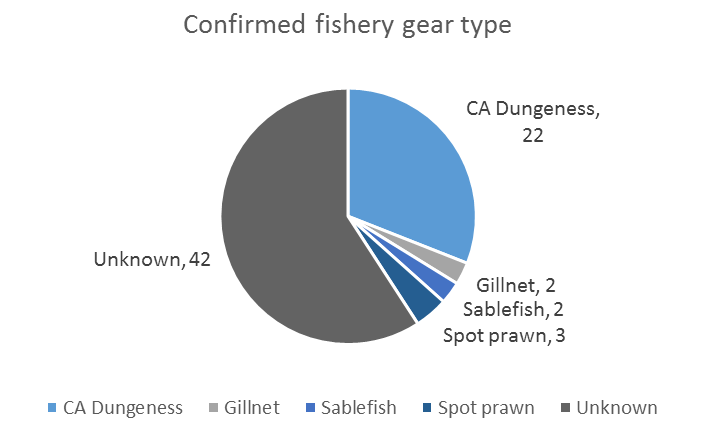 Confirmed fishery gear type
CA Dungeness,
22
Unknown, 42
Gillnet, 2
Sablefish, 2
Spot prawn, 3
CA Dungeness Gillnet Sablefish Spot prawn Unknown